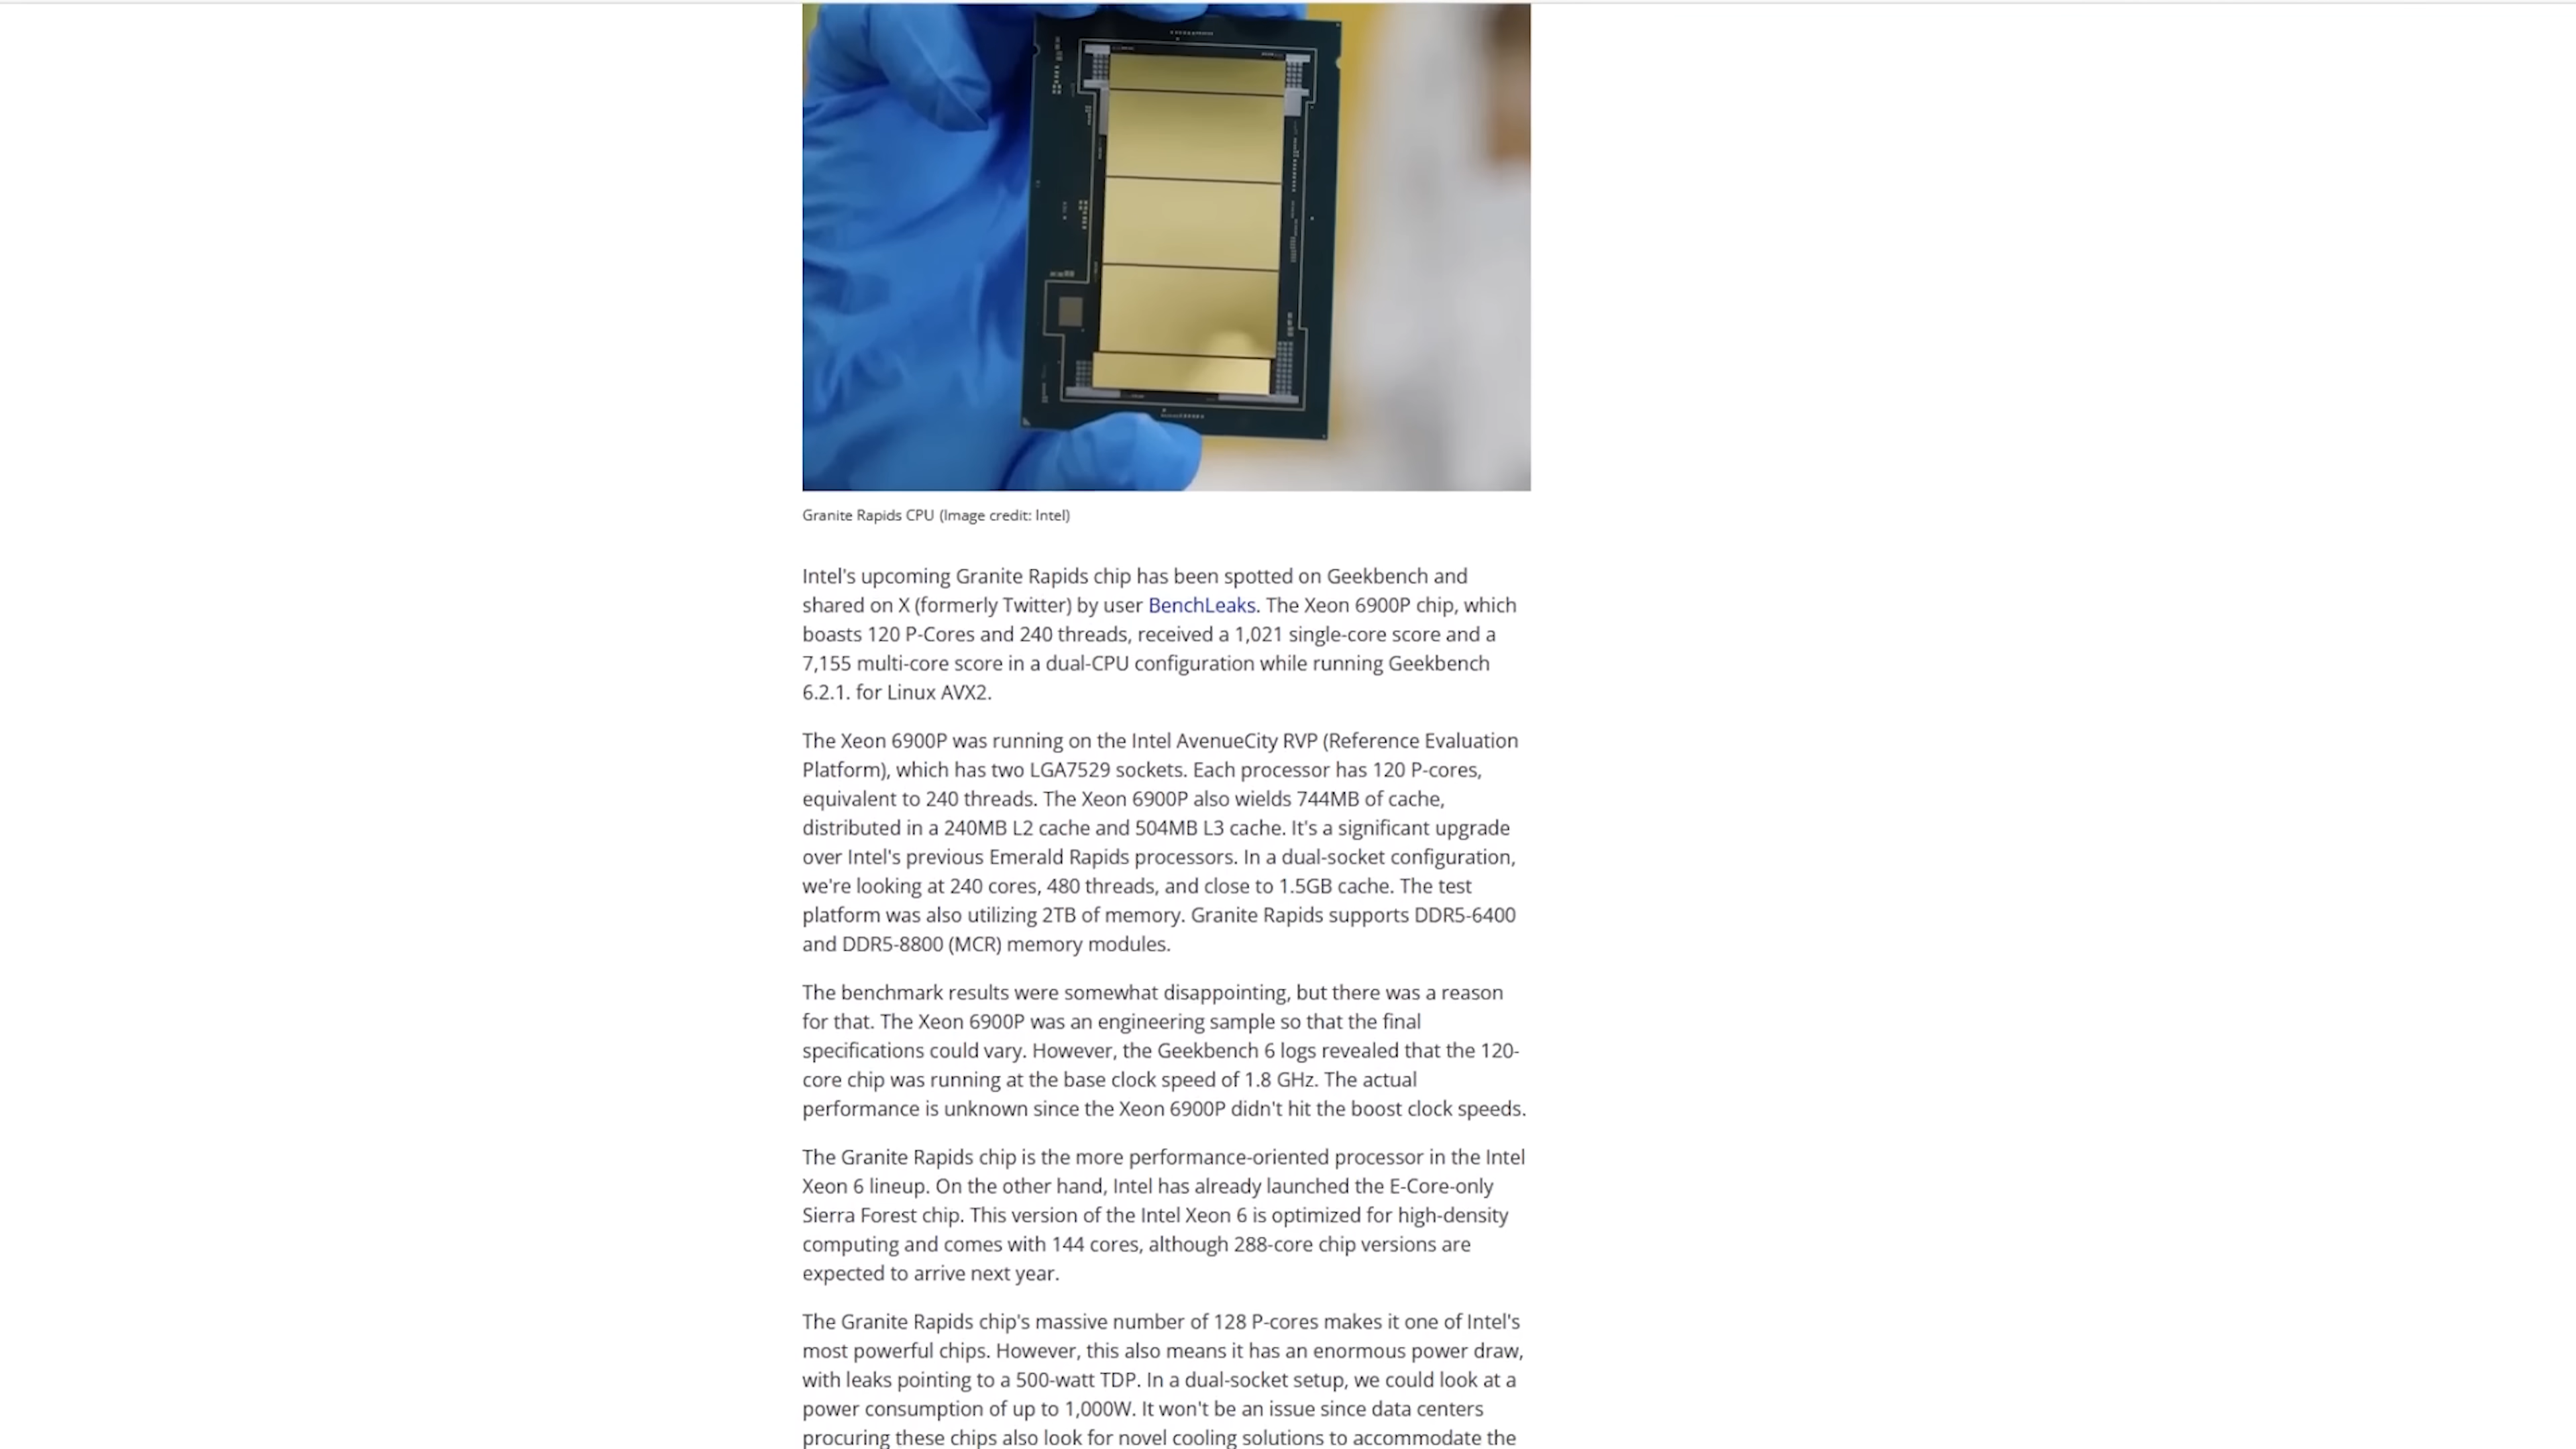 Granite Rapids CPU (Image credit: Intel)
Intel's upcoming Granite Rapids chip has been spotted on Geekbench and
shared on X (formerly Twitter) by user BenchLeaks. The Xeon 6900P chip, which
boasts 120 P-Cores and 240 threads, received a 1,021 single-core score and a
7,155 multi-core score in a dual-CPU configuration while running Geekbench
6.2.1. for Linux AVX2.
The Xeon 6900P was running on the Intel AvenueCity RVP (Reference Evaluation
Platform), which has two LGA7529 sockets. Each processor has 120 P-cores,
equivalent to 240 threads. The Xeon 6900P also wields 744MB of cache,
distributed in a 240MB L2 cache and 504MB L3 cache. It's a significant upgrade
over Intel's previous Emerald Rapids processors. In a dual-socket configuration,
we're looking at 240 cores, 480 threads, and close to 1.5GB cache. The test
platform was also utilizing 2TB of memory. Granite Rapids supports DDR5-6400
and DDR5-8800 (MCR) memory modules.
The benchmark results were somewhat disappointing, but there was a reason
for that. The Xeon 6900P was an engineering sample so that the final
specifications could vary. However, the Geekbench 6 logs revealed that the 120-
core chip was running at the base clock speed of 1.8 GHz. The actual
performance is unknown since the Xeon 6900P didn't hit the boost clock speeds.
The Granite Rapids chip is the more performance-oriented processor in the Intel
Xeon 6 lineup. On the other hand, Intel has already launched the E-Core-only
Sierra Forest chip. This version of the Intel Xeon 6 is optimized for high-density
computing and comes with 144 cores, although 288-core chip versions are
expected to arrive next year.
The Granite Rapids chip's massive number of 128 P-cores makes it one of Intel's
most powerful chips. However, this also means it has an enormous power draw,
with leaks pointing to a 500-watt TDP. In a dual-socket setup, we could look at a
power consumption of up to 1,000W. It won't be an issue since data centers
procuring these chips also look for novel cooling solutions to accommodate the